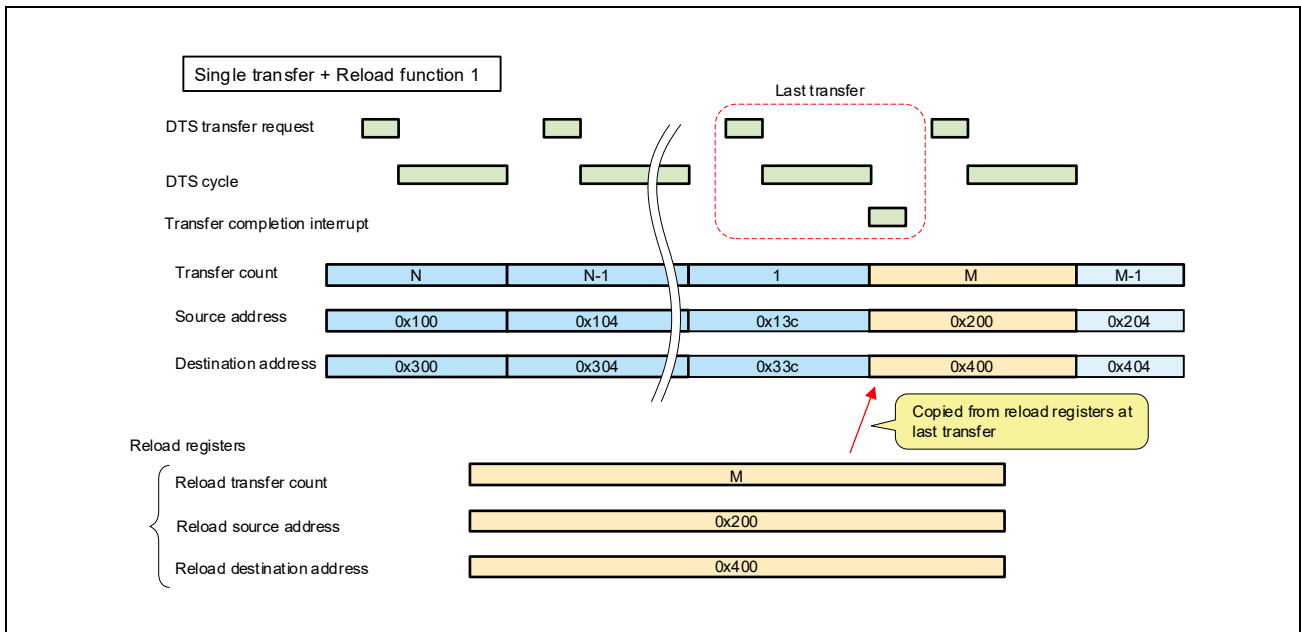 Single transfer + Reload function 1
Last transfer
DTS transfer request
DTS cycle
Transfer completion interrupt
Transfer count
N
N-1
1
M
M-1
Source address
0x100
0x104
0x13c
0x200
0x204
Destination address
0x300
0x304
0x33c
0x400
0x404
Copied from reload registers at
last transfer
Reload registers
Reload transfer count
M
Reload source address
0x200
Reload destination address
0x400